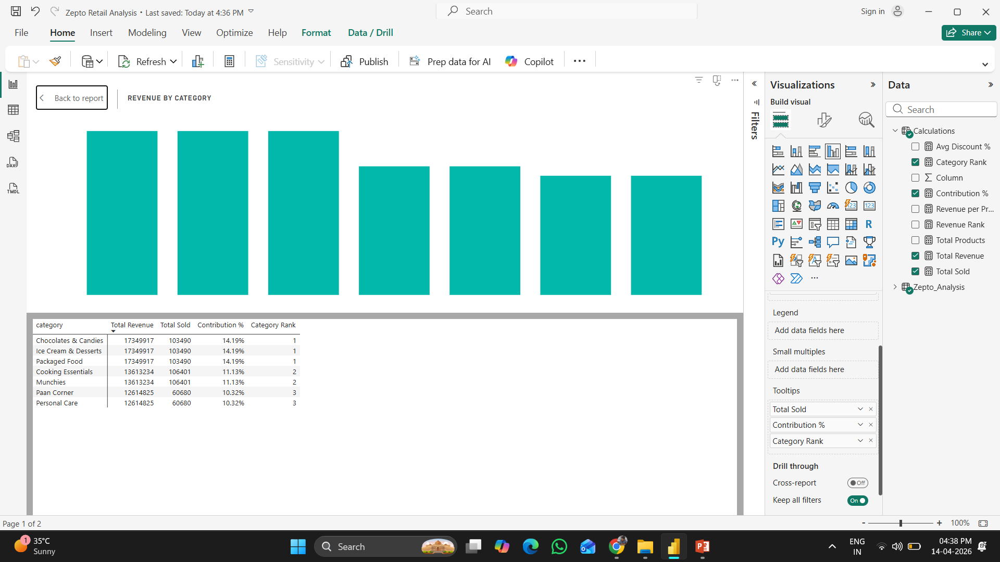 Zepto Retail Analysis • Last saved: Today at 4:36 PM
Search
Sign in
File
Home
Insert
Modeling
View
Optimize
Help
Format
Data / Drill
Share
Refresh
Sensitivity
Publish
Prep data for AI
Copilot
Back to report
REVENUE BY CATEGORY
category Total Revenue Total Sold Contribution % Category Rank
Chocolates & Candies 17349917 103490 14.19% 1
Ice Cream & Desserts 17349917 103490 14.19% 1
Packaged Food 17349917 103490 14.19% 1
Cooking Essentials 13613234 106401 11.13% 2
Munchies 13613234 106401 11.13% 2
Paan Corner 12614825 60680 10.32% 3
Personal Care 12614825 60680 10.32% 3
DAX
TMDL
Filters
Visualizations
Build visual
123
123
R
Py
Legend
Add data fields here
Small multiples
Add data fields here
Tooltips
Total Sold
Contribution %
Category Rank
Drill through
Cross-report Off
Keep all filters On
Data
Search
Calculations
Avg Discount %
Category Rank
Column
Contribution %
Revenue per Pr...
Revenue Rank
Total Products
Total Revenue
Total Sold
Zepto_Analysis
Page 1 of 2
- + 100%
1
35°C
Sunny
Search
ENG
IN
04:38 PM
14-04-2026